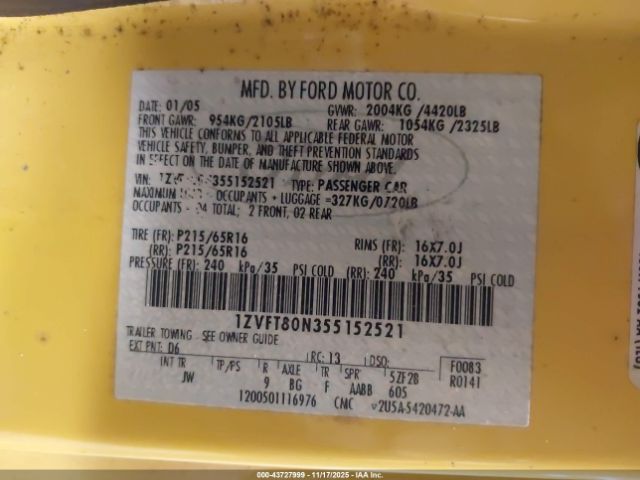 MFD. BY FORD MOTOR CO.
DATE: 01/05 GVWR: 2004KG /4420LB
FRONT GAWR: 954KG/2105LB REAR GAWR: 1054KG /2325LB
THIS VEHICLE CONFORMS TO ALL APPLICABLE FEDERAL MOTOR
VEHICLE SAFETY, BUMPER, AND THEFT PREVENTION STANDARDS
IN EFFECT ON THE DATE OF MANUFACTURE SHOWN ABOVE.
VIN: 355152521 TYPE: PASSENGER CAR
MAXIMUM OCCUPANTS + LUGGAGE =327KG/0720LB
OCCUPANTS - 04 TOTAL: 2 FRONT, 02 REAR
TIRE (FR): P215/65R16 RIMS (FR): 16X7.0J
(RR): P215/65R16 (RR): 16X7.0J
PRESSURE (FR): 240 kPa/35 PSI COLD (RR): 240 kPa/35 PSI COLD
1ZVFT80N355152521
TRAILER TOWING - SEE OWNER GUIDE
EXT PNT: D6 RC: 13 DSO: F0083
INT TR TP/PS R AXLE TR SPR 5ZF2B R0141
JW 9 BG F AABB 605
1200501116976 CMC 2U5A-5420472-AA
00-43727999 - 11/17/2025 - IAA Inc.